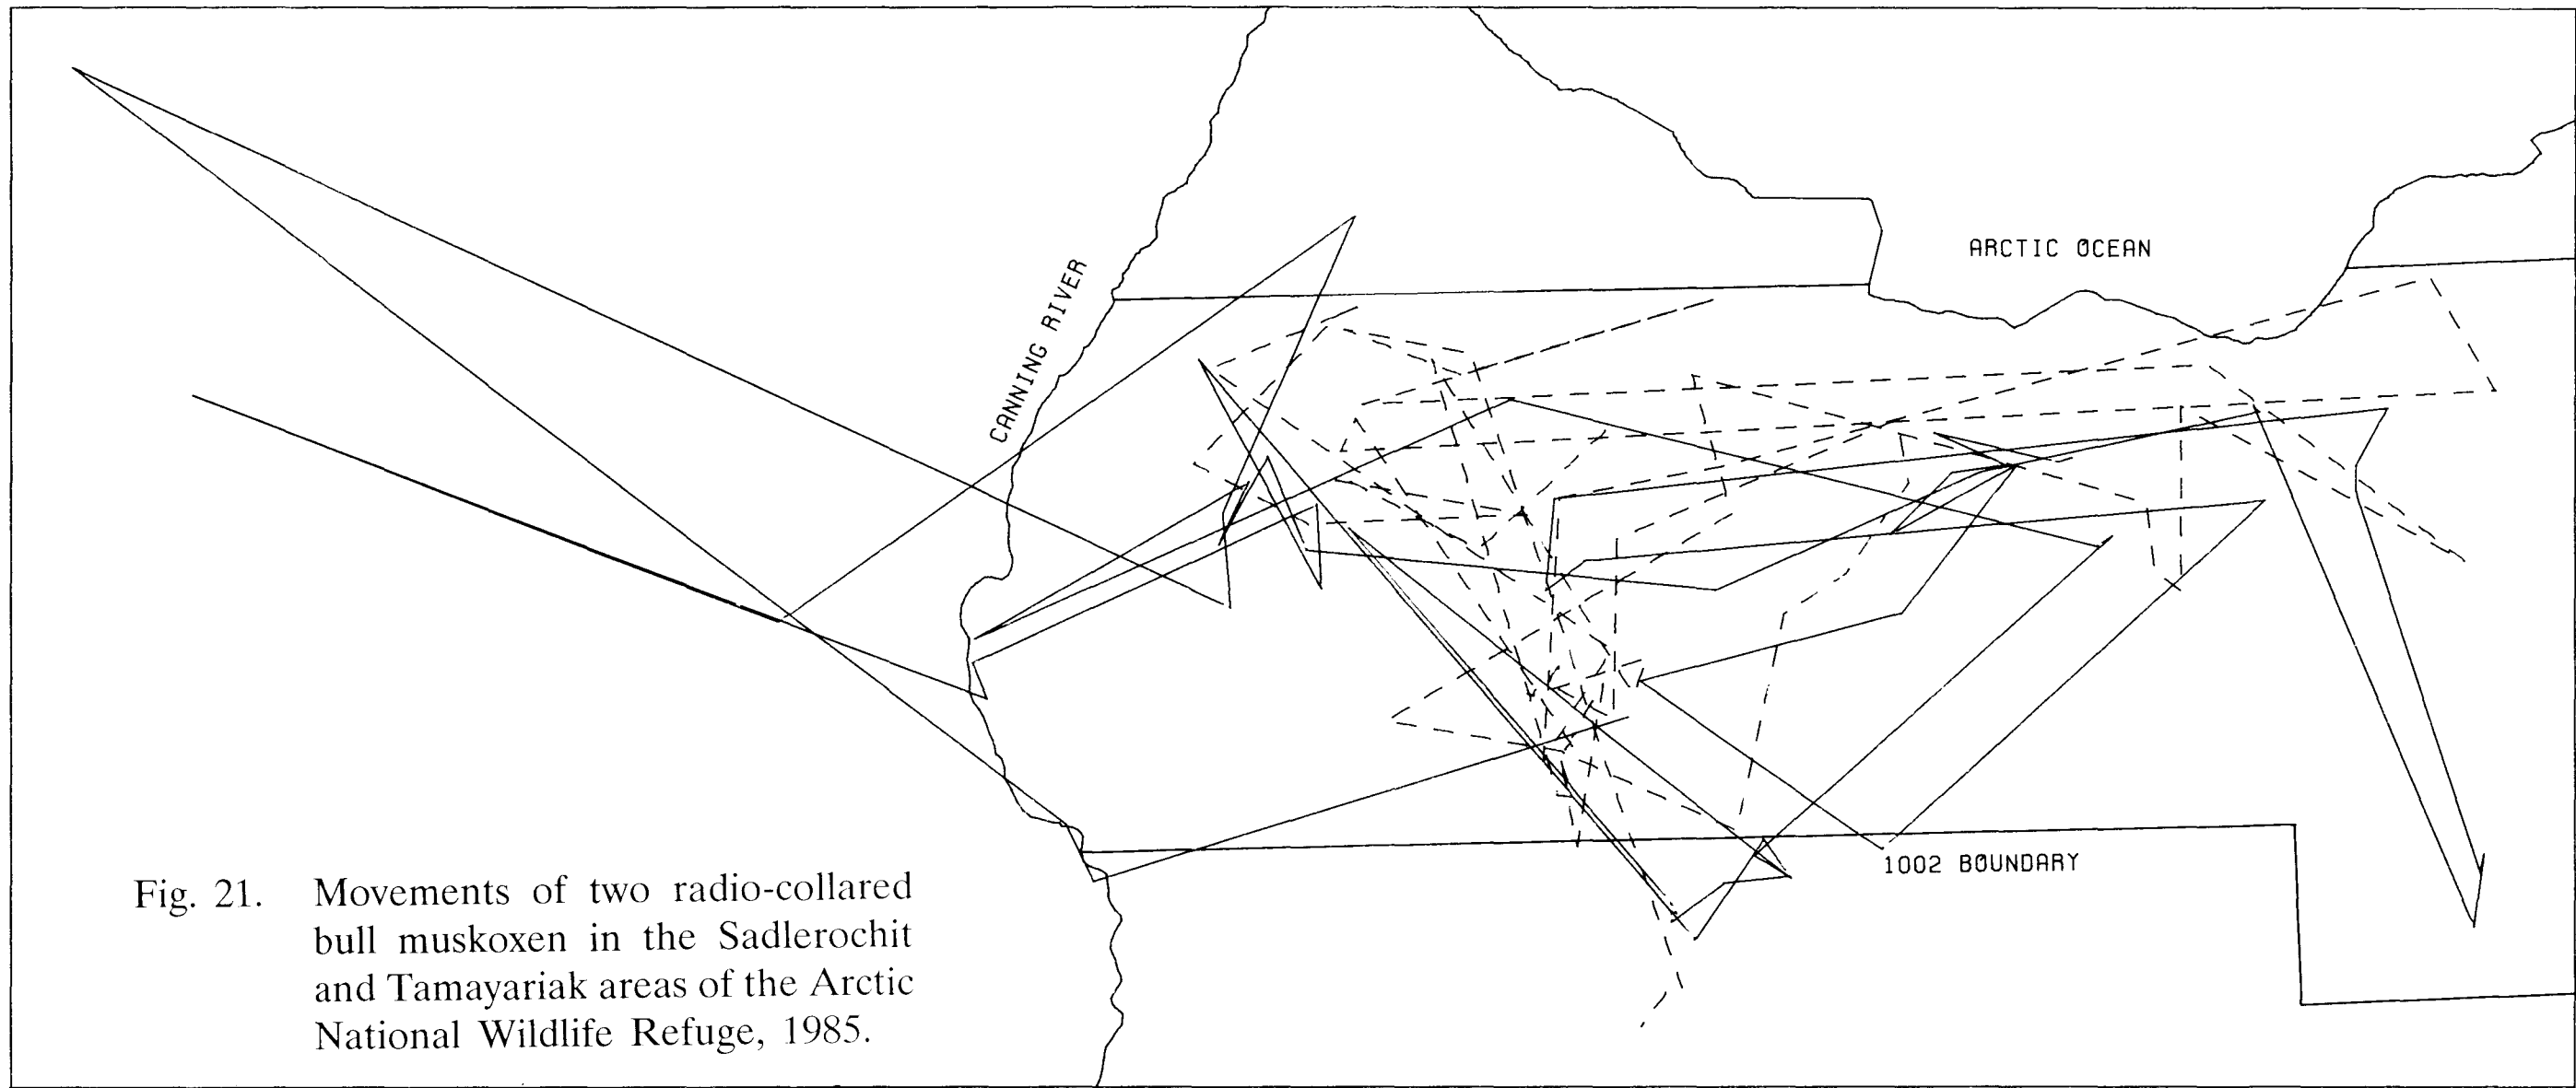 ARCTIC OCEAN
CANNING RIVER
1002 BOUNDARY
Fig. 21. Movements of two radio-collared
bull muskoxen in the Sadlerochit
and Tamayariak areas of the Arctic
National Wildlife Refuge, 1985.